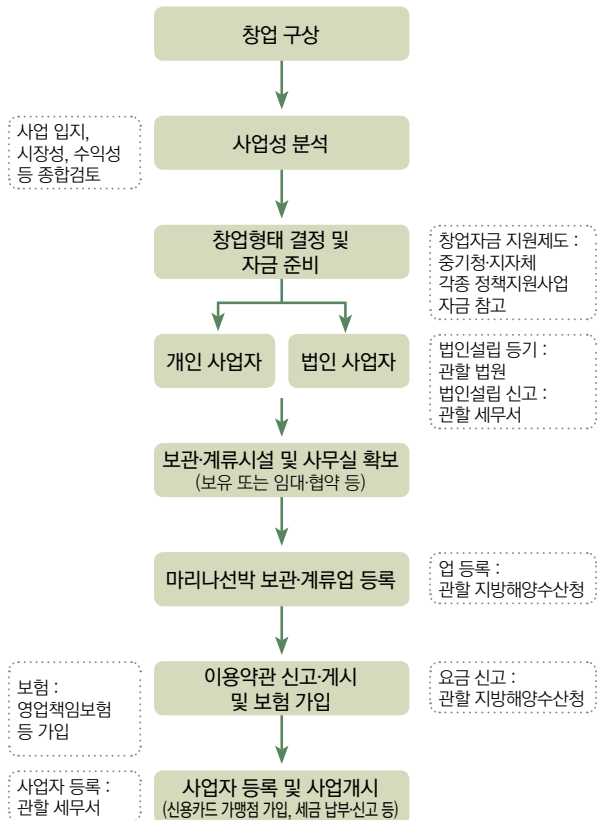 창업 구상
사업 입지,
시장성, 수익성
등 종합검토
사업성 분석
창업형태 결정 및
자금 준비
창업자금 지원제도 :
중기청·지자체
각종 정책지원사업
자금 참고
개인 사업자
법인 사업자
법인설립 등기 :
관할 법원
법인설립 신고 :
관할 세무서
보관·계류시설 및 사무실 확보
(보유 또는 임대·협약 등)
마리나선박 보관·계류업 등록
업 등록 :
관할 지방해양수산청
보험 :
영업책임보험
등 가입
이용약관 신고·게시
및 보험 가입
요금 신고 :
관할 지방해양수산청
사업자 등록 :
관할 세무서
사업자 등록 및 사업개시
(신용카드 가맹점 가입, 세금 납부·신고 등)